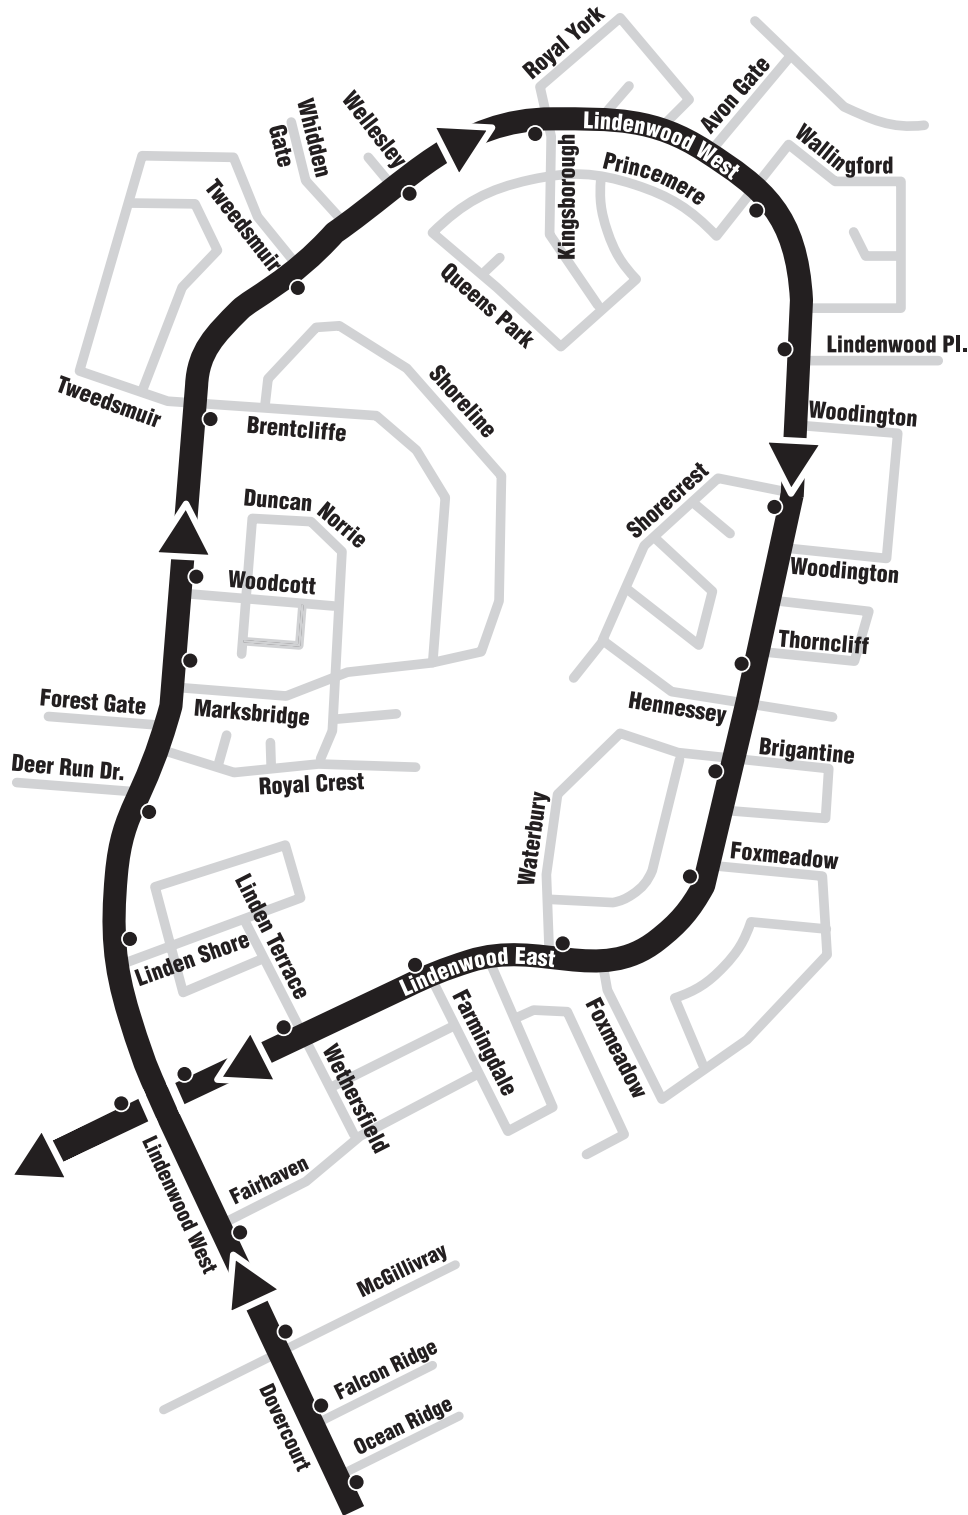 Royal York
Avon Gate
Whidden
Gate
Wellesley
Lindenwood West
Wallingford
Princemere
Kingsborough
Tweedsmuir
Queens Park
Lindenwood Pl.
Tweedsmuir
Brentcliffe
Shoreline
Woodington
Duncan Norrie
Shorecrest
Woodcott
Woodington
Thorncliff
Forest Gate
Marksbridge
Hennessey
Deer Run Dr.
Royal Crest
Brigantine
Waterbury
Foxmeadow
Linden Terrace
Linden Shore
Lindenwood East
Farmingdale
Foxmeadow
Wethersfield
Lindenwood West
Fairhaven
McGillivray
Falcon Ridge
Dovercourt
Ocean Ridge